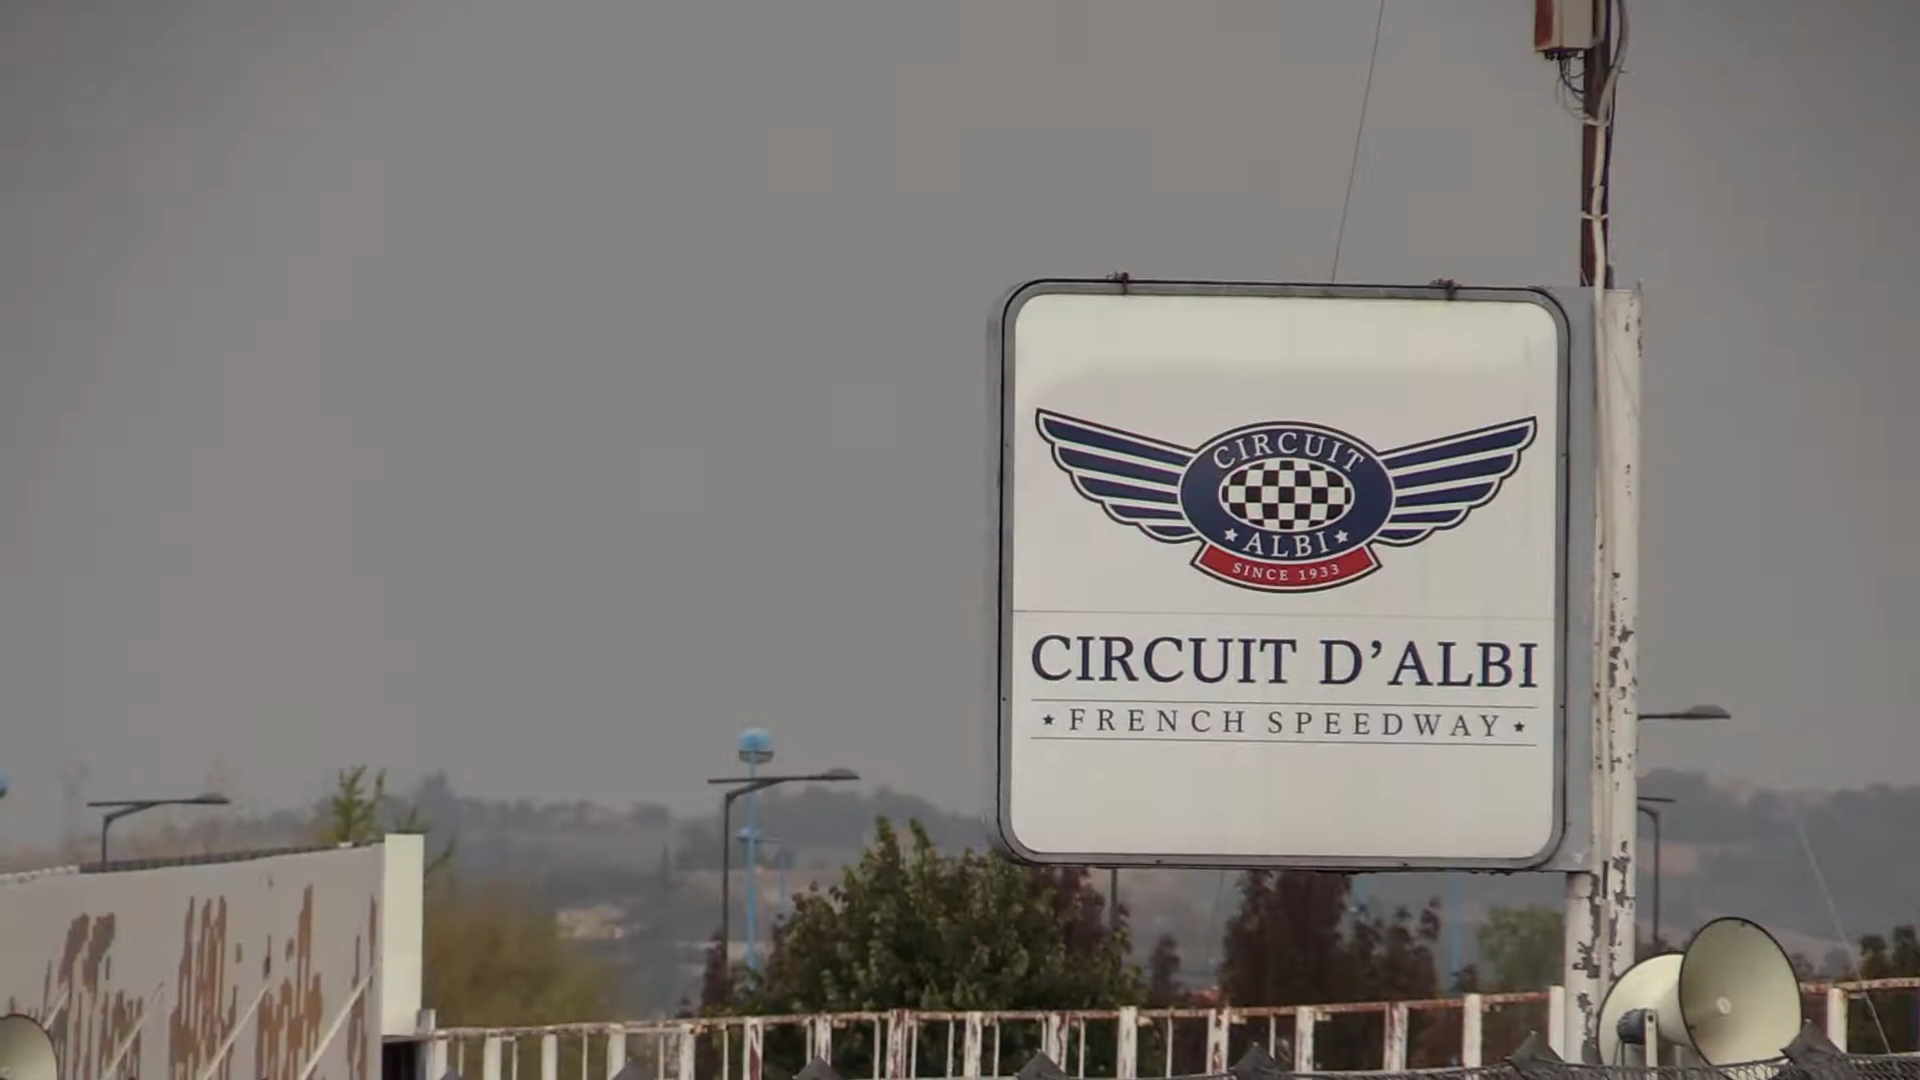 CIRCUIT
★ALBI★
SINCE 1933
CIRCUIT D’ALBI
★ FRENCH SPEEDWAY ★